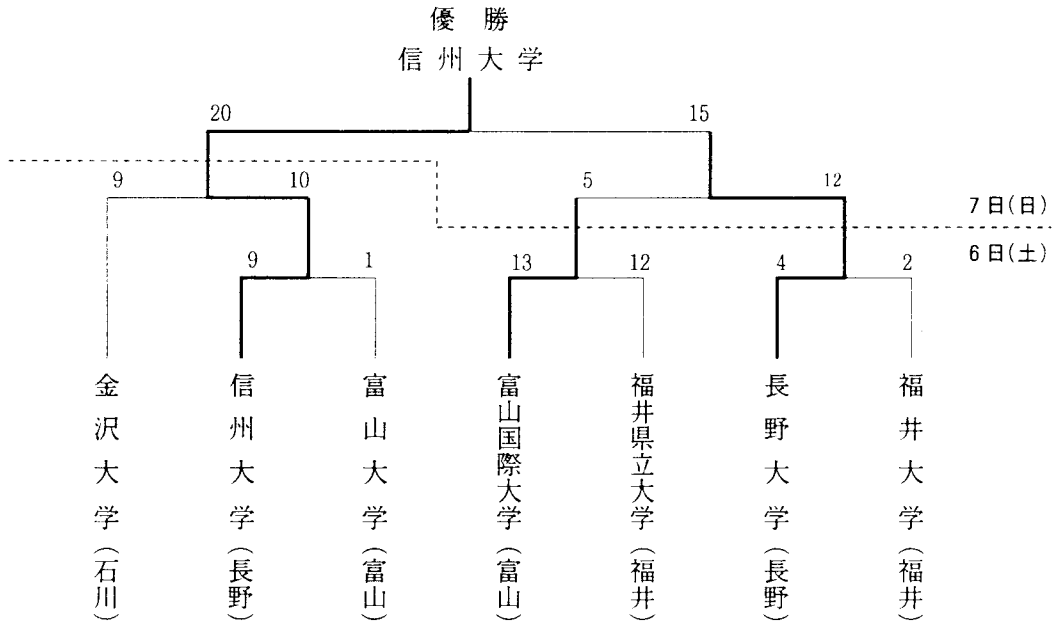 優勝
信州大学
20
15
9
10
5
12
7日(日)
6日(土)
9
1
13
12
4
2
金沢大学(石川)
信州大学(長野)
富山大学(富山)
富山国際大学(富山)
福井県立大学(福井)
長野大学(長野)
福井大学(福井)